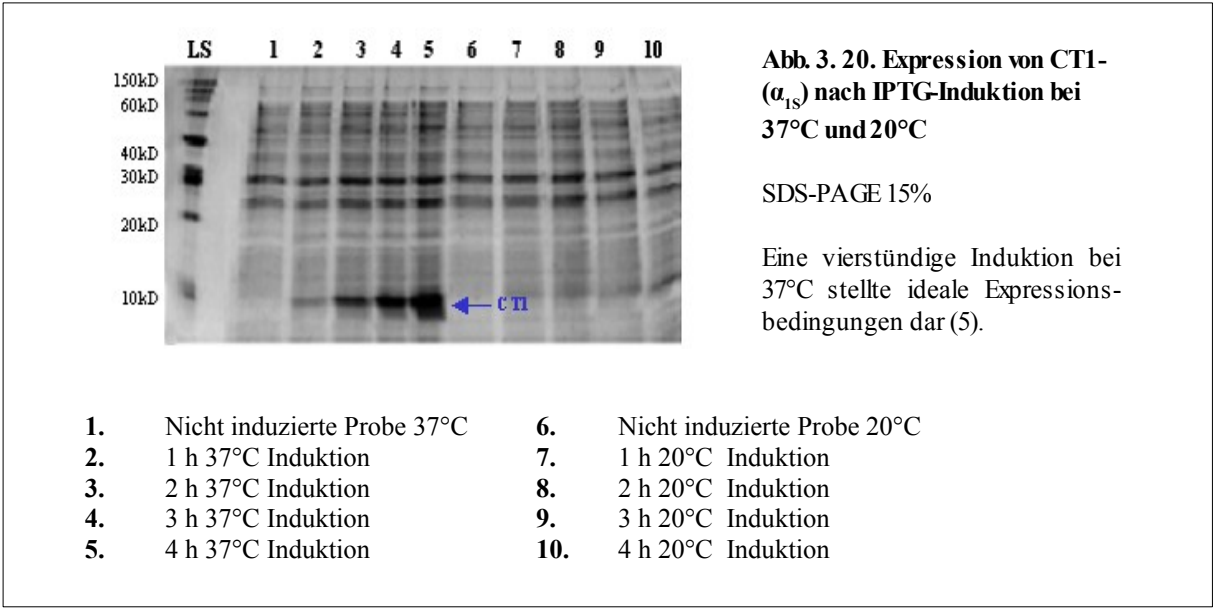 LS 1 2 3 4 5 6 7 8 9 10
150kD
60kD
40kD
30kD
20kD
10kD
CT1
Abb. 3. 20. Expression von CT1-
(α1S) nach IPTG-Induktion bei
37°C und 20°C
SDS-PAGE 15%
Eine vierstündige Induktion bei
37°C stellte ideale Expressions-
bedingungen dar (5).
1. Nicht induzierte Probe 37°C
2. 1 h 37°C Induktion
3. 2 h 37°C Induktion
4. 3 h 37°C Induktion
5. 4 h 37°C Induktion
6. Nicht induzierte Probe 20°C
7. 1 h 20°C Induktion
8. 2 h 20°C Induktion
9. 3 h 20°C Induktion
10. 4 h 20°C Induktion